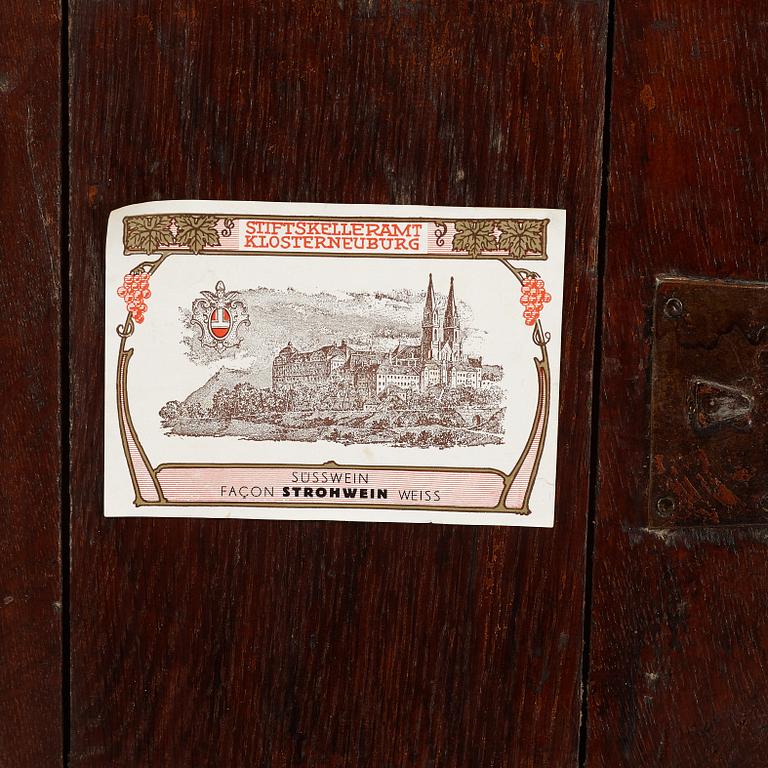 STIFTSKELLERAMT
KLOSTERNEUBURG
SÜSSWEIN
FAÇON STROHWEIN WEISS